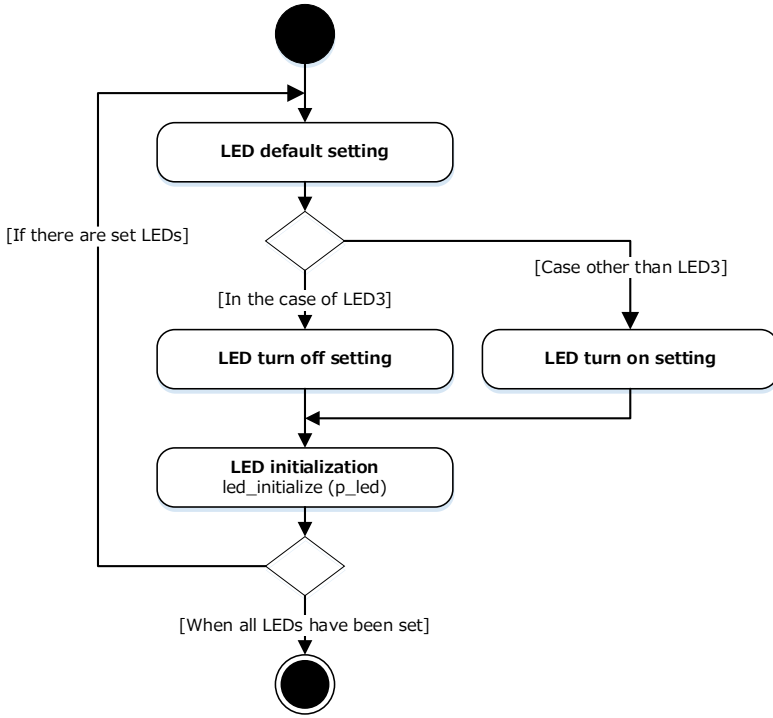 LED default setting
[If there are set LEDs]
[Case other than LED3]
[In the case of LED3]
LED turn off setting
LED turn on setting
LED initialization
led_initialize (p_led)
[When all LEDs have been set]